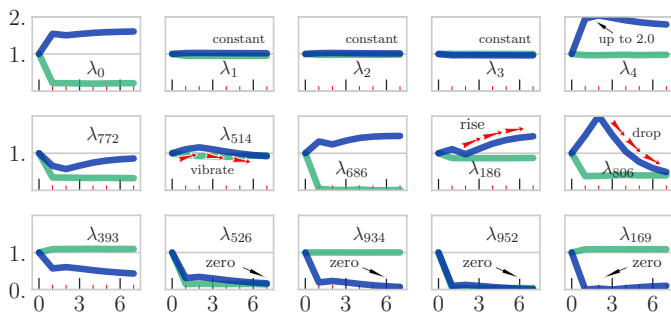 2.
constant
constant
constant
1.
up to 2.0
λ₀
λ₁
λ₂
λ₃
λ₄
λ₇₇₂
λ₅₁₄
rise
drop
1.
vibrate
λ₆₈₆
λ₁₈₆
λ₈₀₆
λ₃₉₃
λ₅₂₆
λ₉₃₄
λ₉₅₂
λ₁₆₉
1.
zero
zero
zero
zero
0.
0 3 6
0 3 6
0 3 6
0 3 6
0 3 6